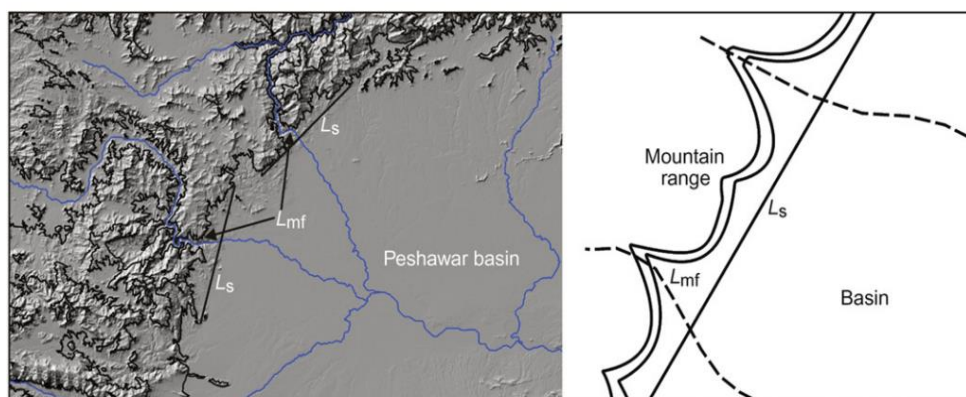 Ls
Lmf
Peshawar basin
Ls
Mountain
range
Ls
Lmf
Basin